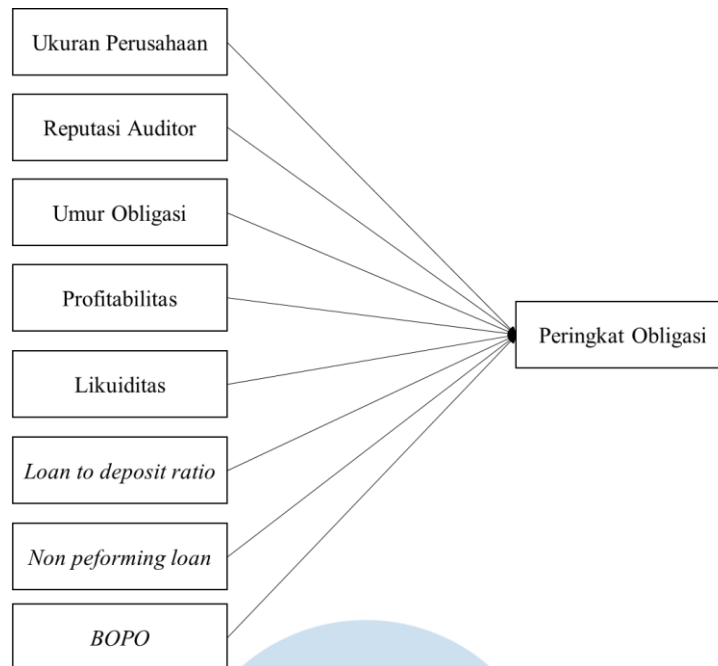 Ukuran Perusahaan
Reputasi Auditor
Umur Obligasi
Profitabilitas
Peringkat Obligasi
Likuiditas
Loan to deposit ratio
Non peforming loan
BOPO